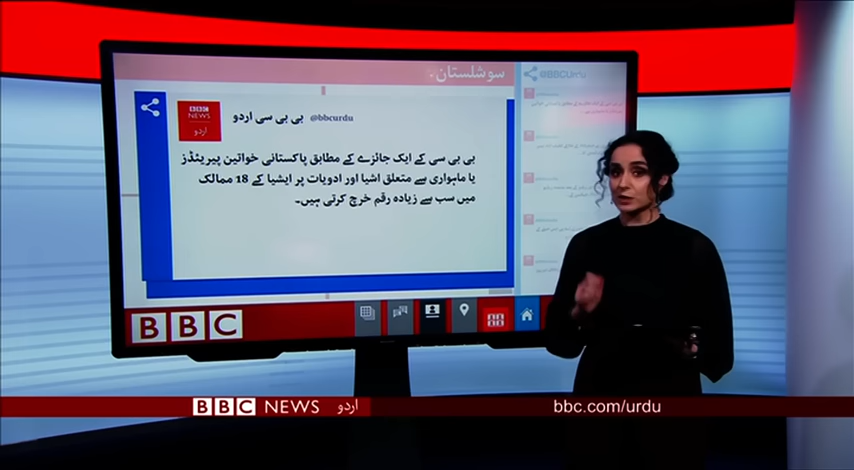 سوشلستان
@BBCUrdu
BBC
NEWS
اردو
بی بی سی اردو @bbcurdu
بی بی سی کے ایک جائزے کے مطابق پاکستانی خواتین پیریئڈز
یا ماہواری سے متعلق اشیا اور ادویات پر ایشیا کے 18 ممالک
میں سب سے زیادہ رقم خرچ کرتی ہیں۔
BBC
BBC NEWS اردو
bbc.com/urdu